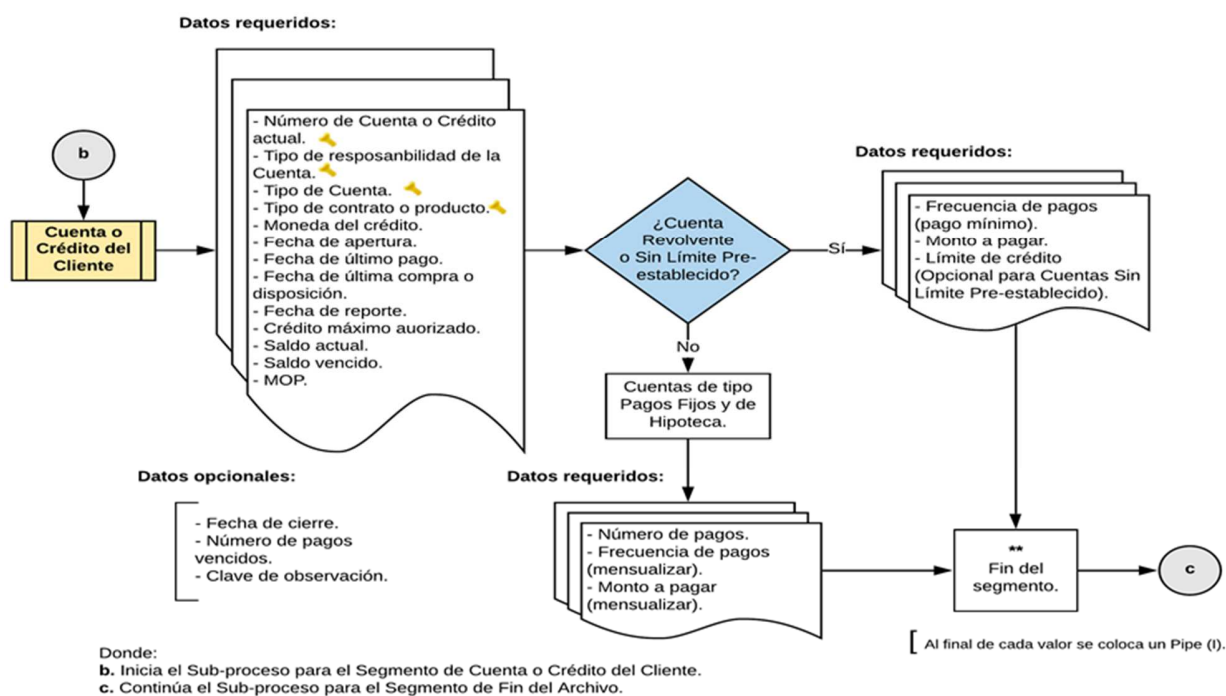 Datos requeridos:
b
Cuenta o
Crédito del
Cliente
- Número de Cuenta o Crédito
actual.
- Tipo de resposanbilidad de la
Cuenta.
- Tipo de Cuenta.
- Tipo de contrato o producto.
- Moneda del crédito.
- Fecha de apertura.
- Fecha de último pago.
- Fecha de última compra o
disposición.
- Fecha de reporte.
- Crédito máximo auorizado.
- Saldo actual.
- Saldo vencido.
- MOP.
¿Cuenta
Revolvente
o Sin Límite Pre-
establecido?
Sí
Datos requeridos:
- Frecuencia de pagos
(pago mínimo).
- Monto a pagar.
- Límite de crédito
(Opcional para Cuentas Sin
Límite Pre-establecido).
No
Cuentas de tipo
Pagos Fijos y de
Hipoteca.
Datos opcionales:
- Fecha de cierre.
- Número de pagos
vencidos.
- Clave de observación.
Datos requeridos:
- Número de pagos.
- Frecuencia de pagos
(mensualizar).
- Monto a pagar
(mensualizar).
**
Fin del
segmento.
c
Al final de cada valor se coloca un Pipe (I).
Donde:
b. Inicia el Sub-proceso para el Segmento de Cuenta o Crédito del Cliente.
c. Continúa el Sub-proceso para el Segmento de Fin del Archivo.